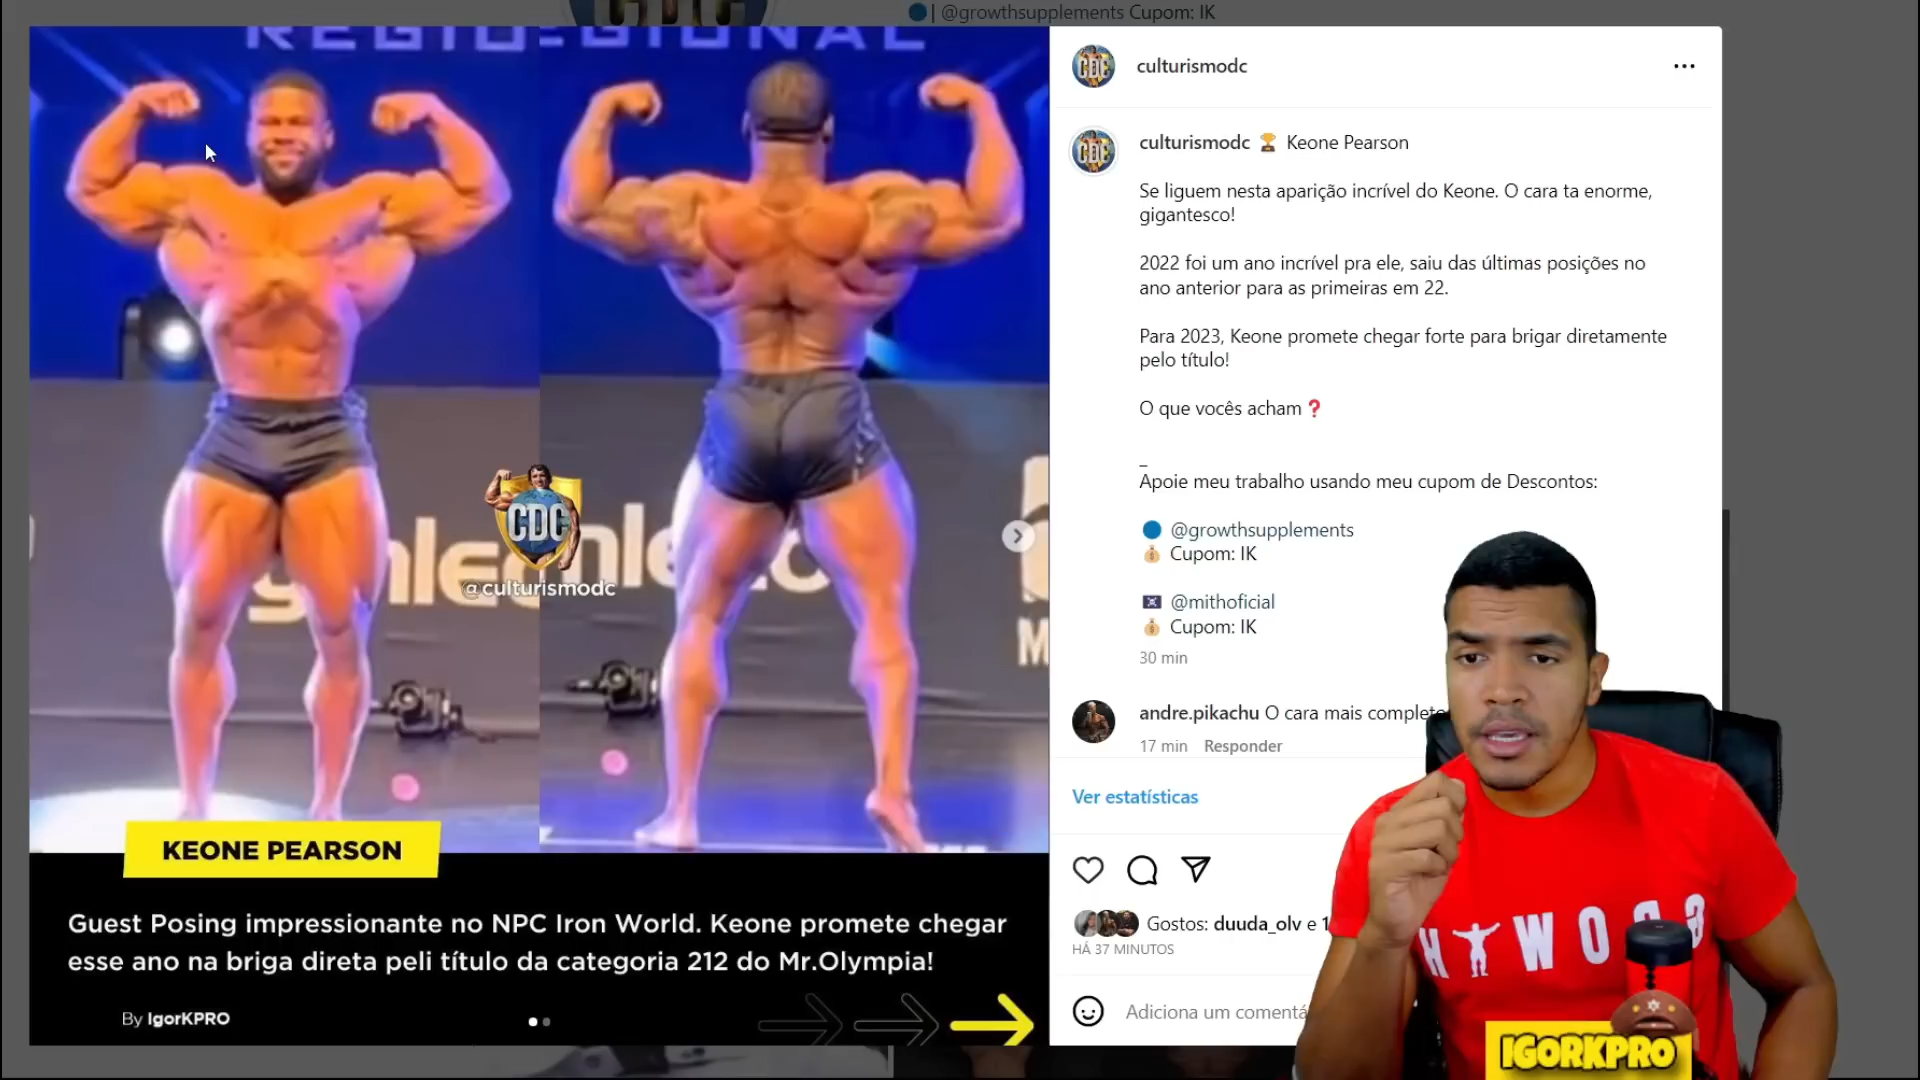 | @growthsupplements Cupom: IK
culturismodc
culturismodc 🏆 Keone Pearson
Se liguem nesta aparição incrível do Keone. O cara ta enorme,
gigantesco!
2022 foi um ano incrível pra ele, saiu das últimas posições no
ano anterior para as primeiras em 22.
Para 2023, Keone promete chegar forte para brigar diretamente
pelo título!
O que vocês acham ❓
_
Apoie meu trabalho usando meu cupom de Descontos:
🔵 @growthsupplements
💰 Cupom: IK
🏴‍☠️ @mithoficial
💰 Cupom: IK
30 min
andre.pikachu O cara mais completo
17 min Responder
Ver estatísticas
Gostos: duuda_olv e 1
HÁ 37 MINUTOS
Adiciona um comentá
CDC
@culturismodc
KEONE PEARSON
Guest Posing impressionante no NPC Iron World. Keone promete chegar
esse ano na briga direta peli título da categoria 212 do Mr.Olympia!
By IgorKPRO
IGORKPRO